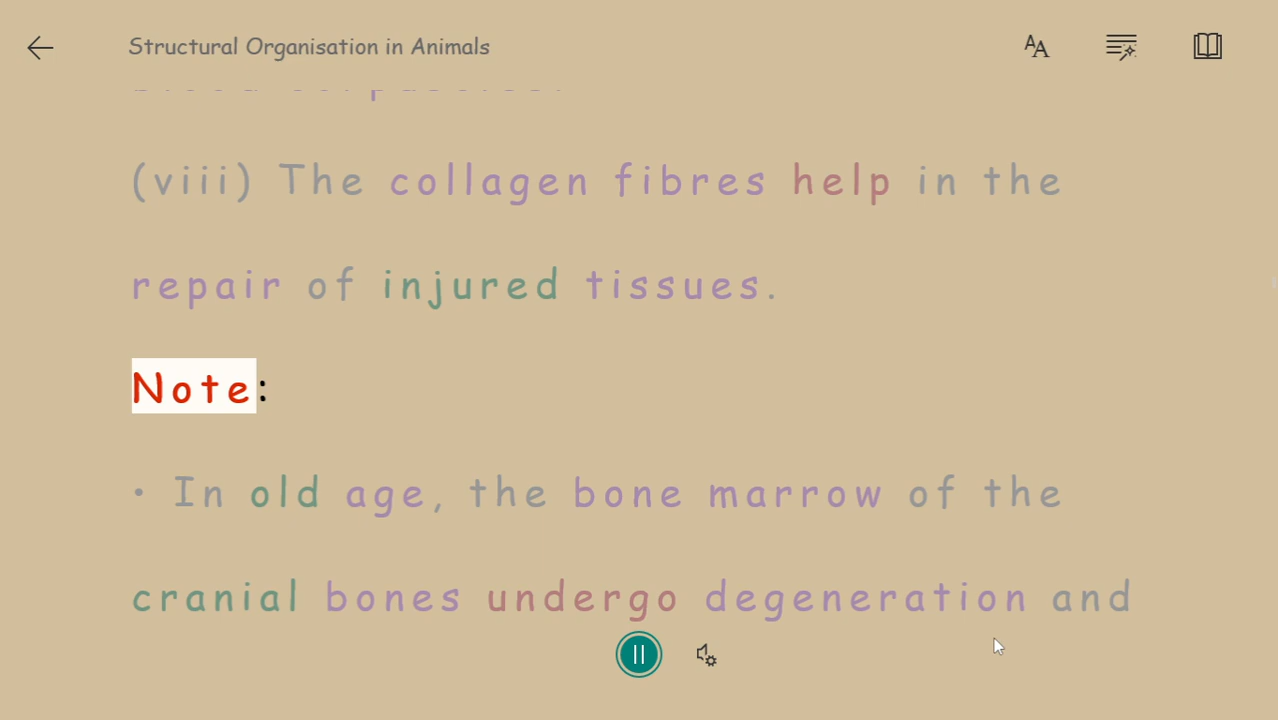 Structural Organisation in Animals
(viii) The collagen fibres help in the
repair of injured tissues.
Note:
• In old age, the bone marrow of the
cranial bones undergo degeneration and